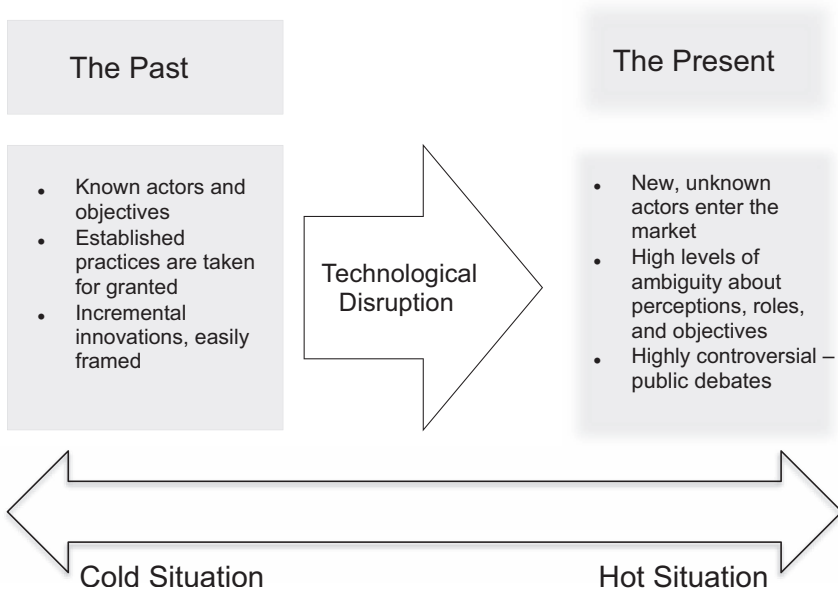 The Past
The Present
• Known actors and
objectives
• Established
practices are taken
for granted
• Incremental
innovations, easily
framed
Technological
Disruption
• New, unknown
actors enter the
market
• High levels of
ambiguity about
perceptions, roles,
and objectives
• Highly controversial –
public debates
Cold Situation
Hot Situation